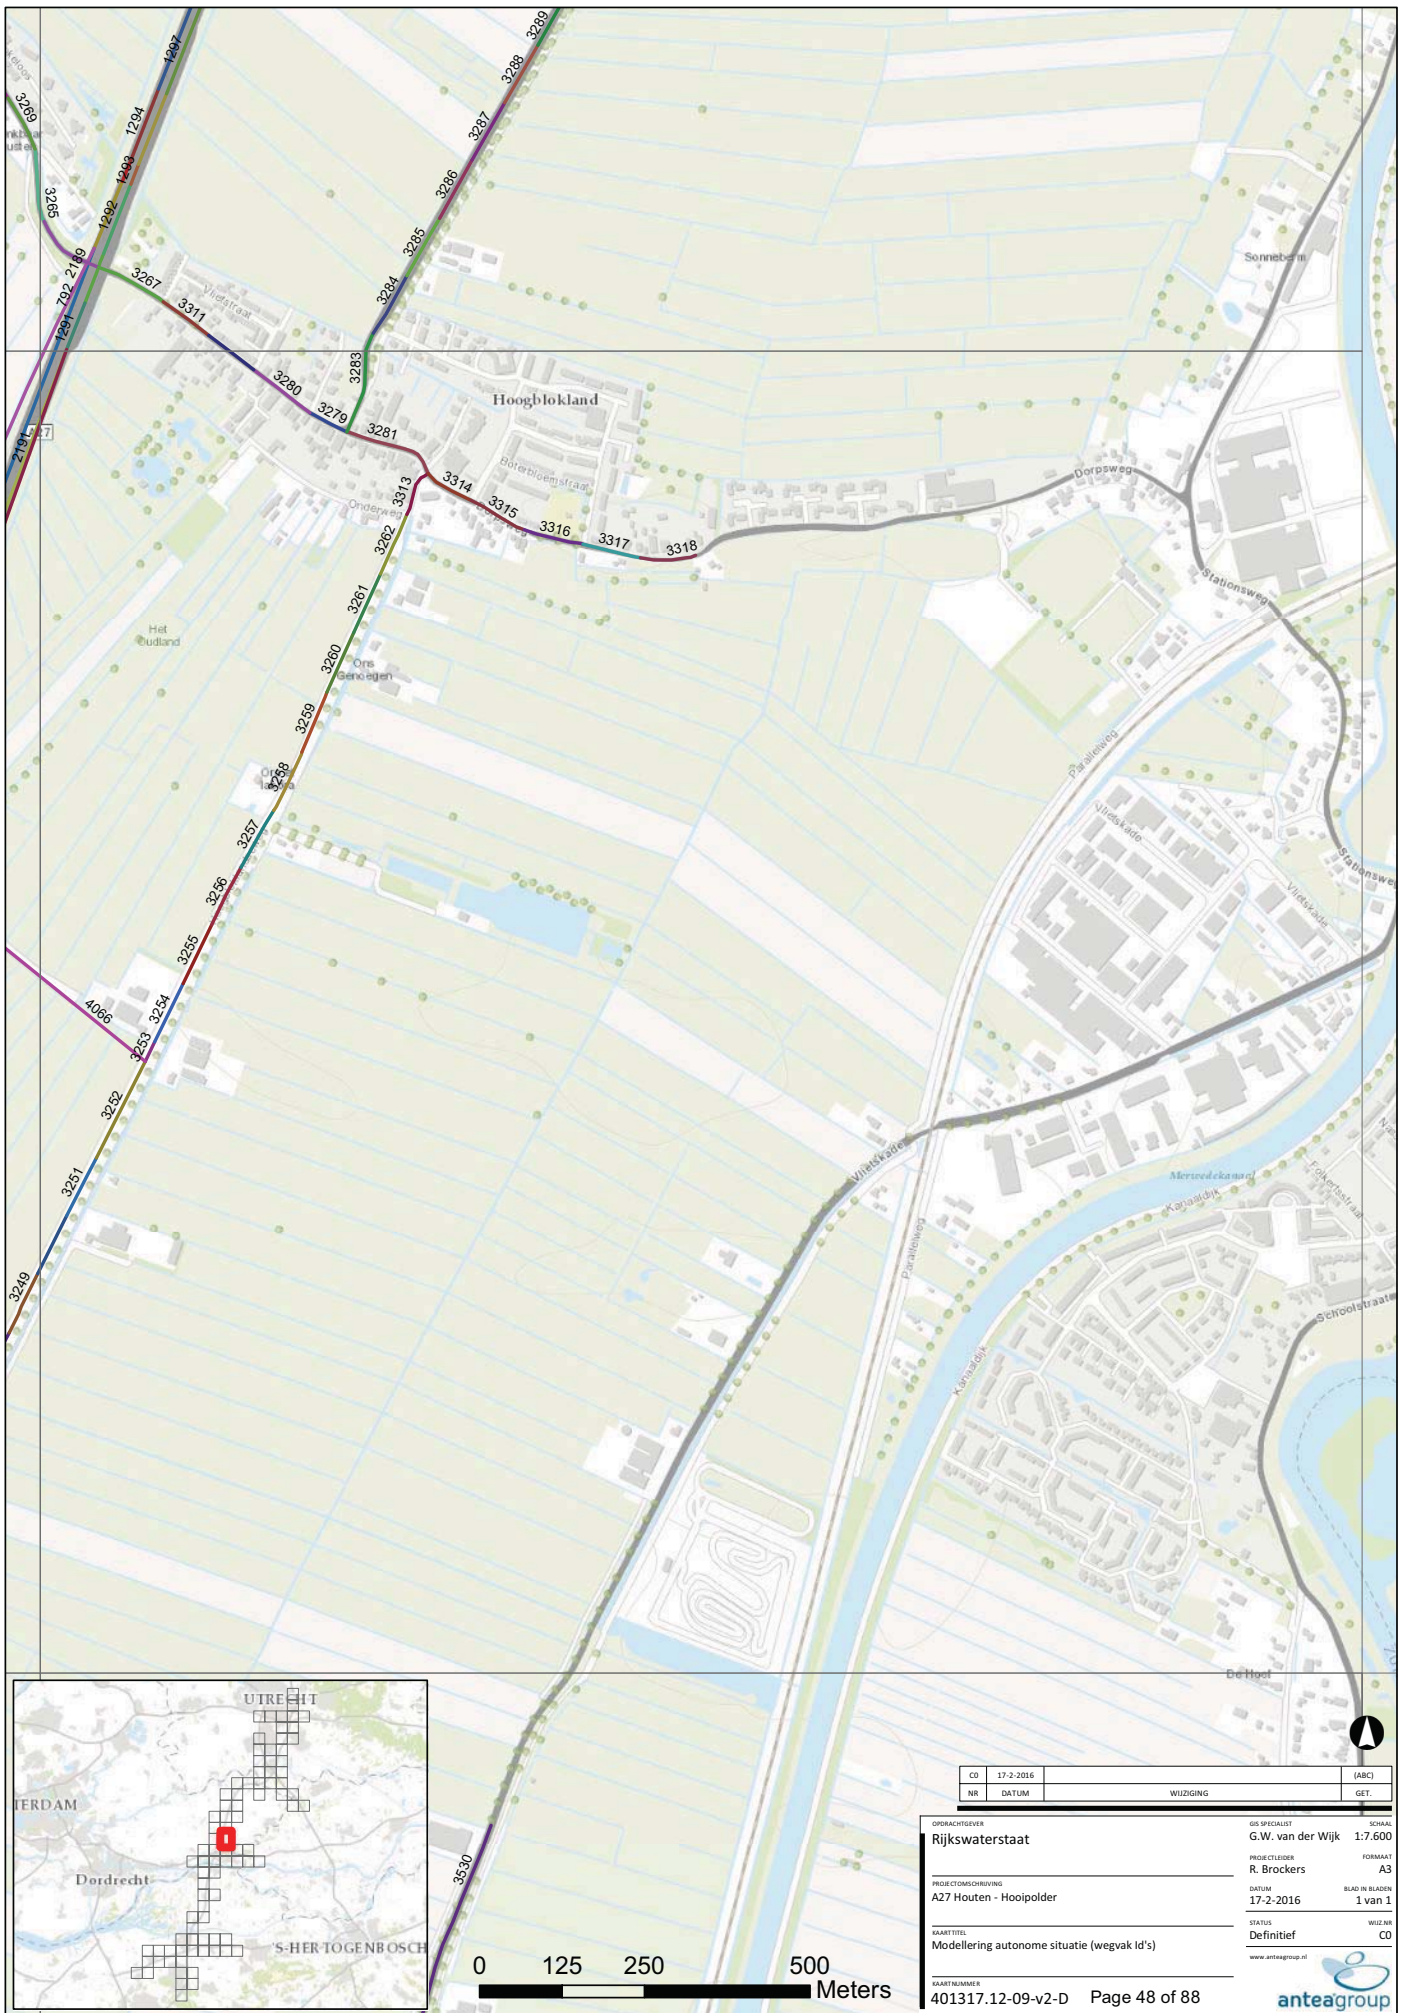 1297
3289
3288
3269
1294
3287
1293
3286
3265
1292
3285
2189
3267
Vlietstraat
3284
792
3311
1291
3283
Sonneberm
3280
Hoogblokland
3279
3281
A27
2191
Boterbloemstraat
Dorpsweg
3313
3314
3315
Onderweg
3316
3317
3318
3262
Stationsweg
3261
Het
Oudland
3260
Ons
Genoegen
3259
Parallelweg
3258
Vlietskade
3257
Stationsweg
3256
Vlietskade
3255
4066
3254
3253
3252
3251
Vlietskade
Merwedekanaal
Kanaaldijk
Folkertsstraat
Parallelweg
3249
Schoolstraat
Kanaaldijk
De Hoef
UTRECHT
TERDAM
Dordrecht
'S-HERTOGENBOSCH
3530
0 125 250 500
Meters
C0 17-2-2016 (ABC)
NR DATUM WIJZIGING GET.
OPDRACHTGEVER
Rijkswaterstaat
GIS SPECIALIST SCHAAL
G.W. van der Wijk 1:7.600
PROJECTLEIDER FORMAAT
R. Brockers A3
PROJECTOMSCHRIJVING
A27 Houten - Hooipolder
DATUM BLAD IN BLADEN
17-2-2016 1 van 1
STATUS WIJZ.NR
Definitief C0
KAARTTITEL
Modellering autonome situatie (wegvak Id's)
www.anteagroup.nl
KAARTNUMMER
401317.12-09-v2-D Page 48 of 88
anteagroup